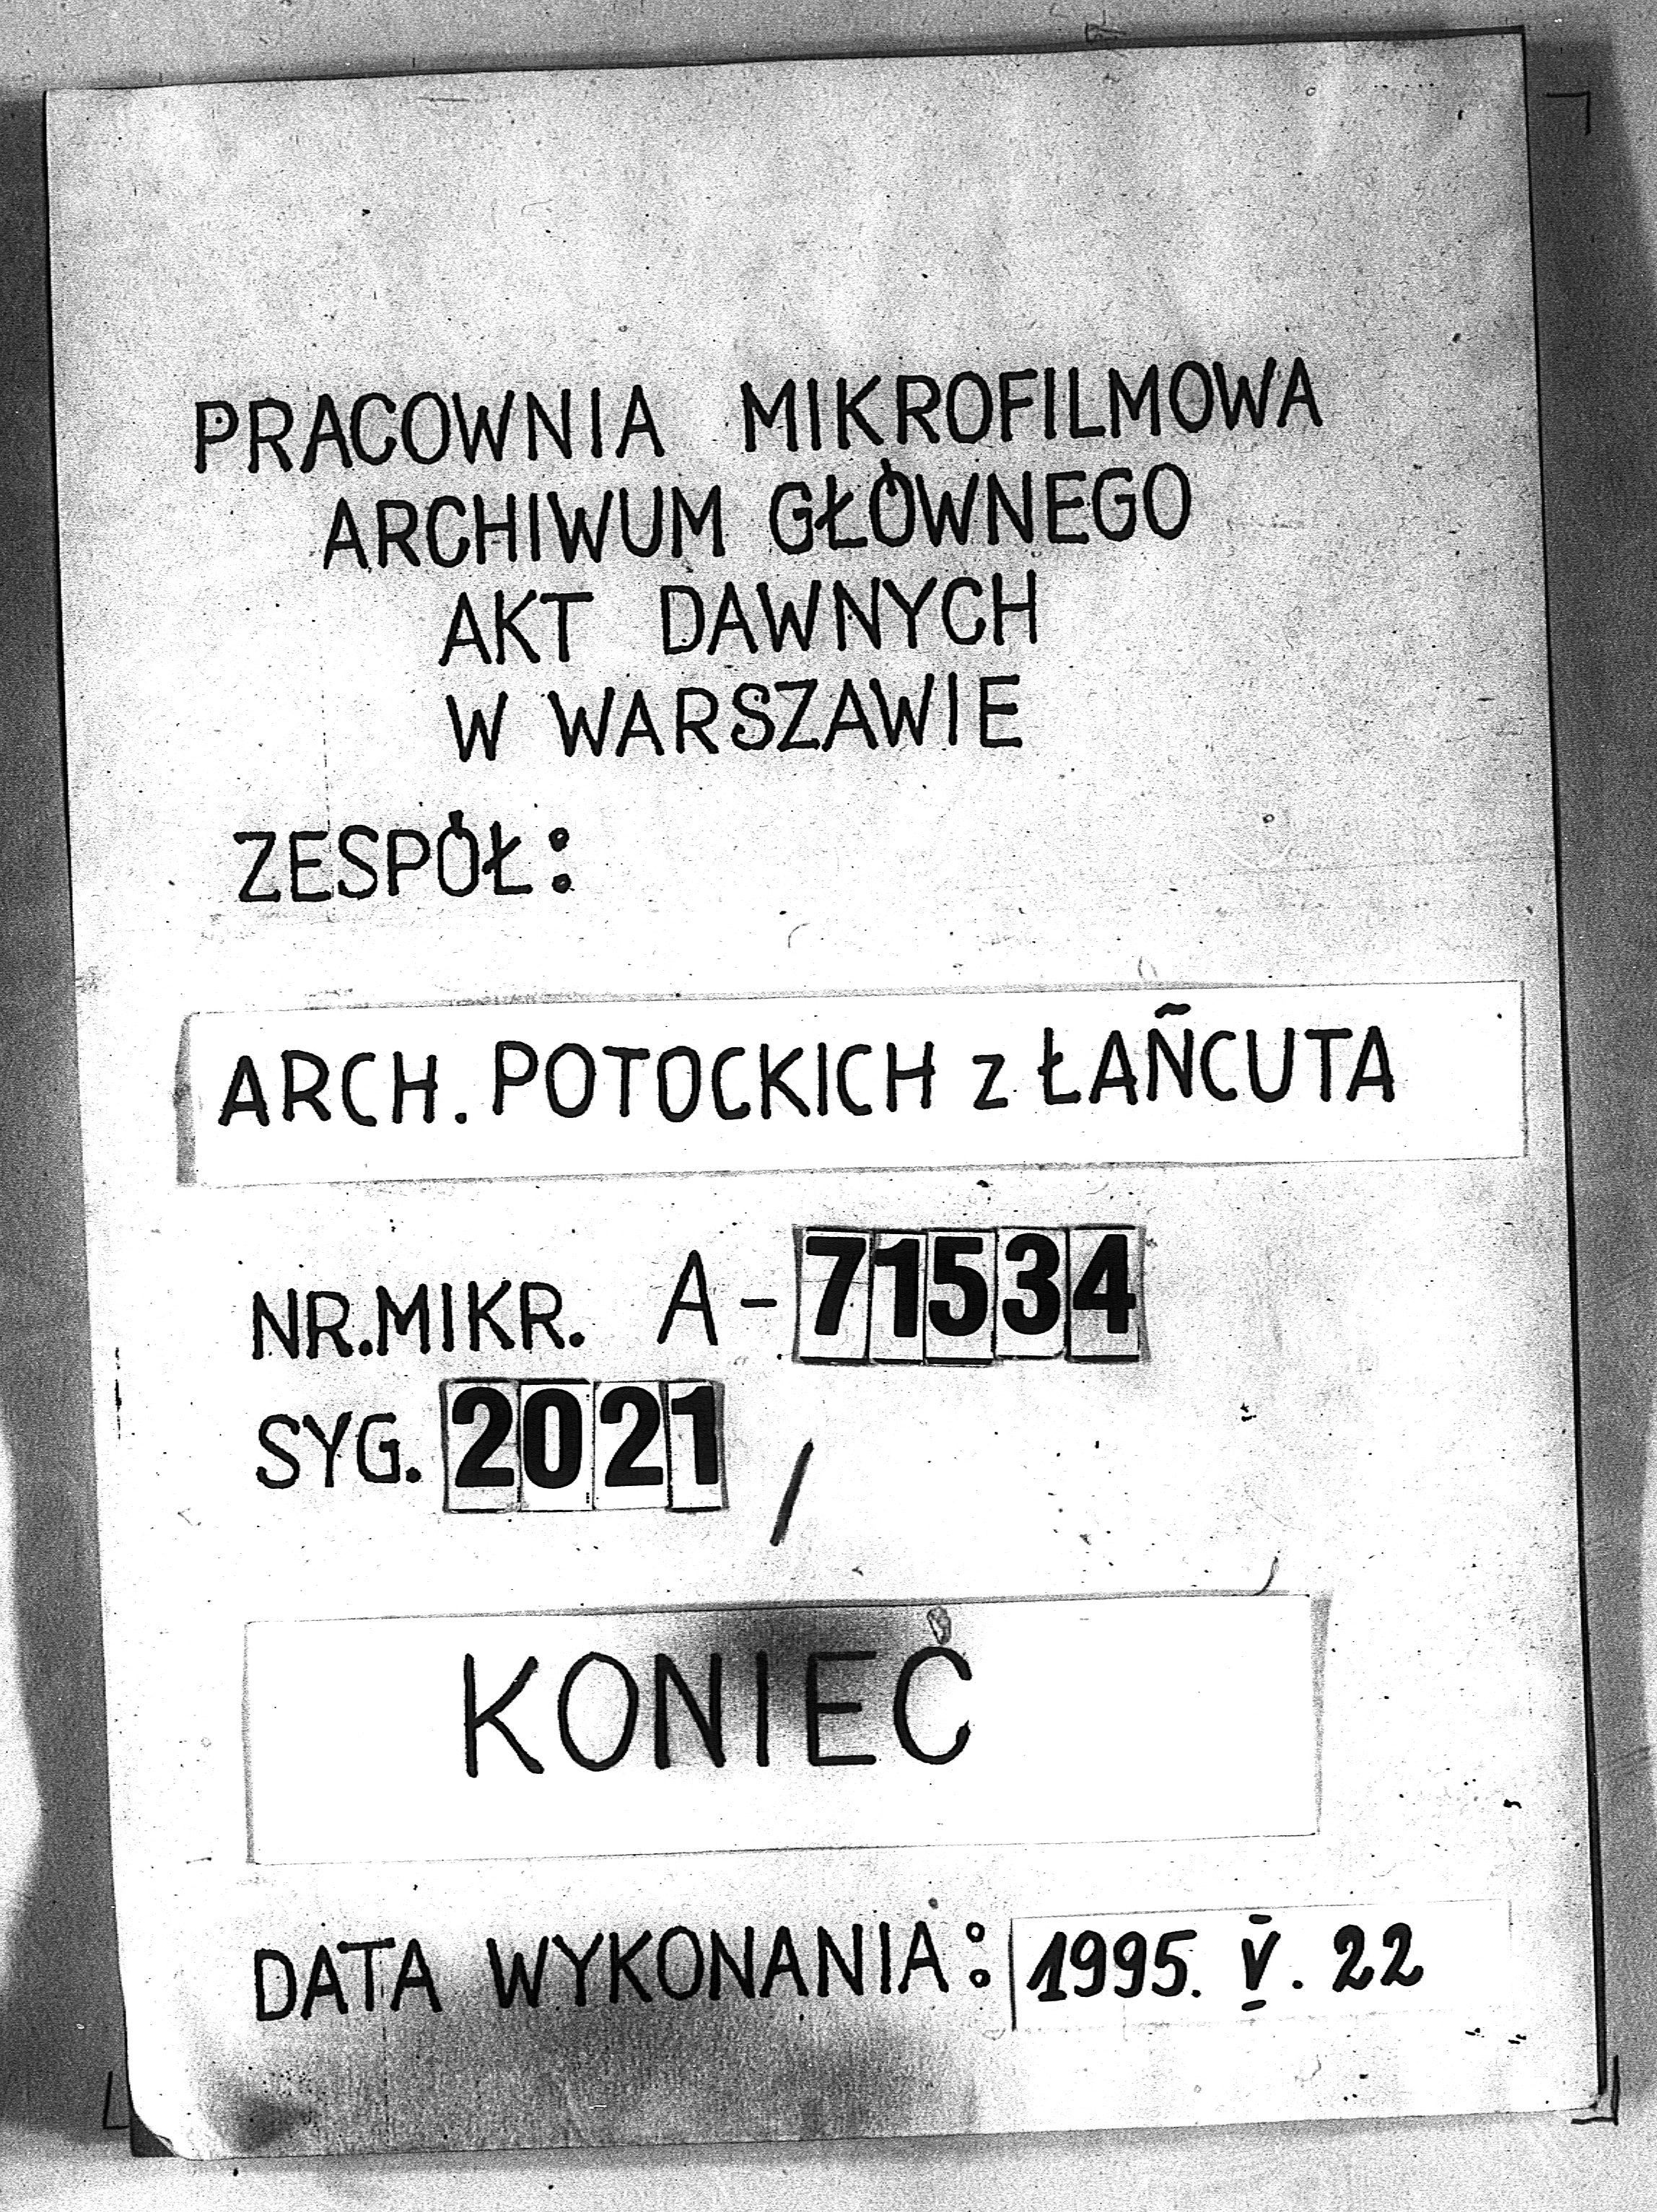 PRACOWNIA MIKROFILMOWA
ARCHIWUM GŁÓWNEGO
AKT DAWNYCH
W WARSZAWIE
ZESPÓŁ:
ARCH. POTOCKICH z ŁAŃCUTA
NR.MIKR. A-71534
SYG. 2021 /
KONIEC
DATA WYKONANIA: 1995. V. 22